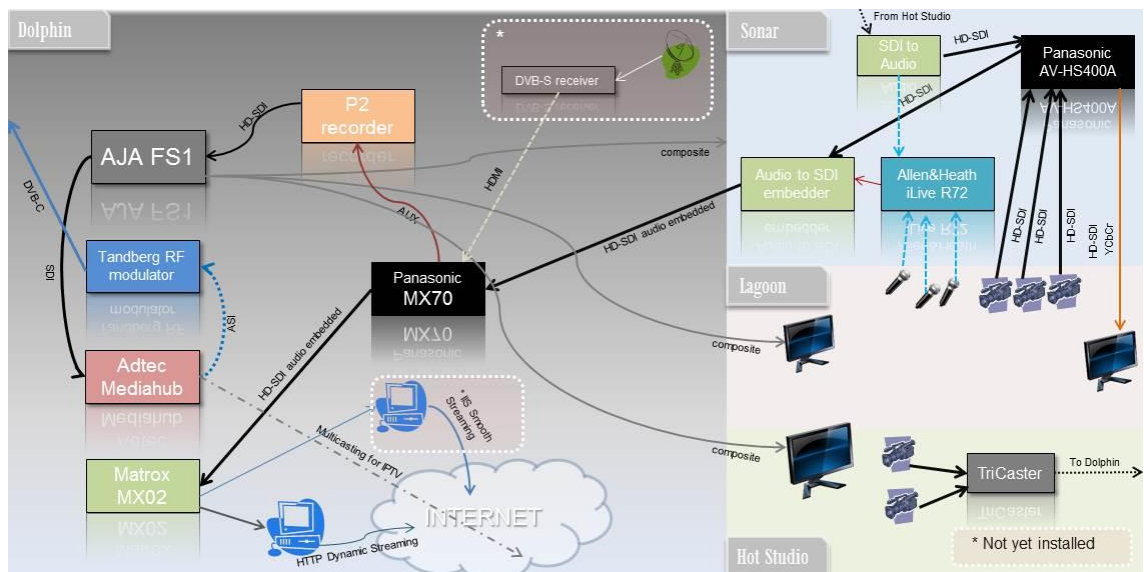 Dolphin
*
DVB-S receiver
P2
recorder
HD-SDI
AJA FS1
DVB-C
SDI
Tandberg RF
modulator
ASI
Adtec
Mediahub
Matrox
MX02
AUX
HDMI
Panasonic
MX70
composite
HD-SDI audio embedded
HD-SDI audio embedded
* IIS Smooth
Streaming
Multicasting for IPTV
INTERNET
HTTP Dynamic Streaming
Sonar
From Hot Studio
SDI to
Audio
HD-SDI
Panasonic
AV-HS400A
HD-SDI
Audio to SDI
embedder
Allen&Heath
iLive R72
HD-SDI
HD-SDI
HD-SDI
HD-SDI
YCbCr
Lagoon
composite
composite
TriCaster
To Dolphin
Hot Studio
* Not yet installed